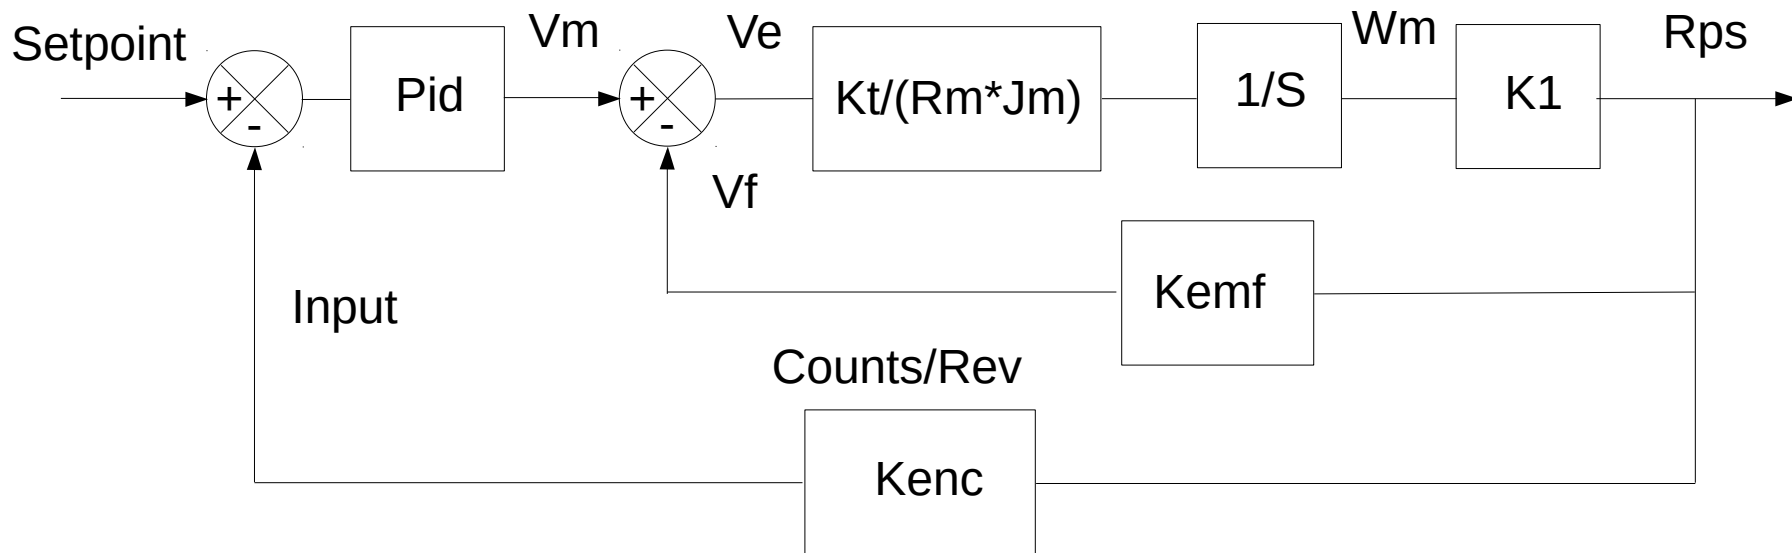 Setpoint
+
-
Pid
Vm
+
-
Ve
Kt/(Rm*Jm)
1/S
Wm
K1
Rps
Vf
Kemf
Input
Counts/Rev
Kenc